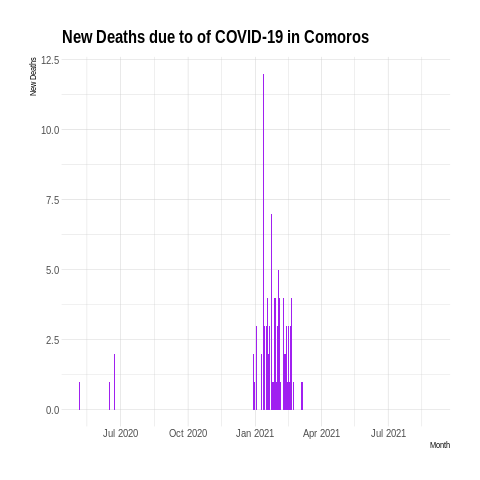 New Deaths due to of COVID-19 in Comoros
New Deaths
12.5
10.0
7.5
5.0
2.5
0.0
Jul 2020 Oct 2020 Jan 2021 Apr 2021 Jul 2021
Month